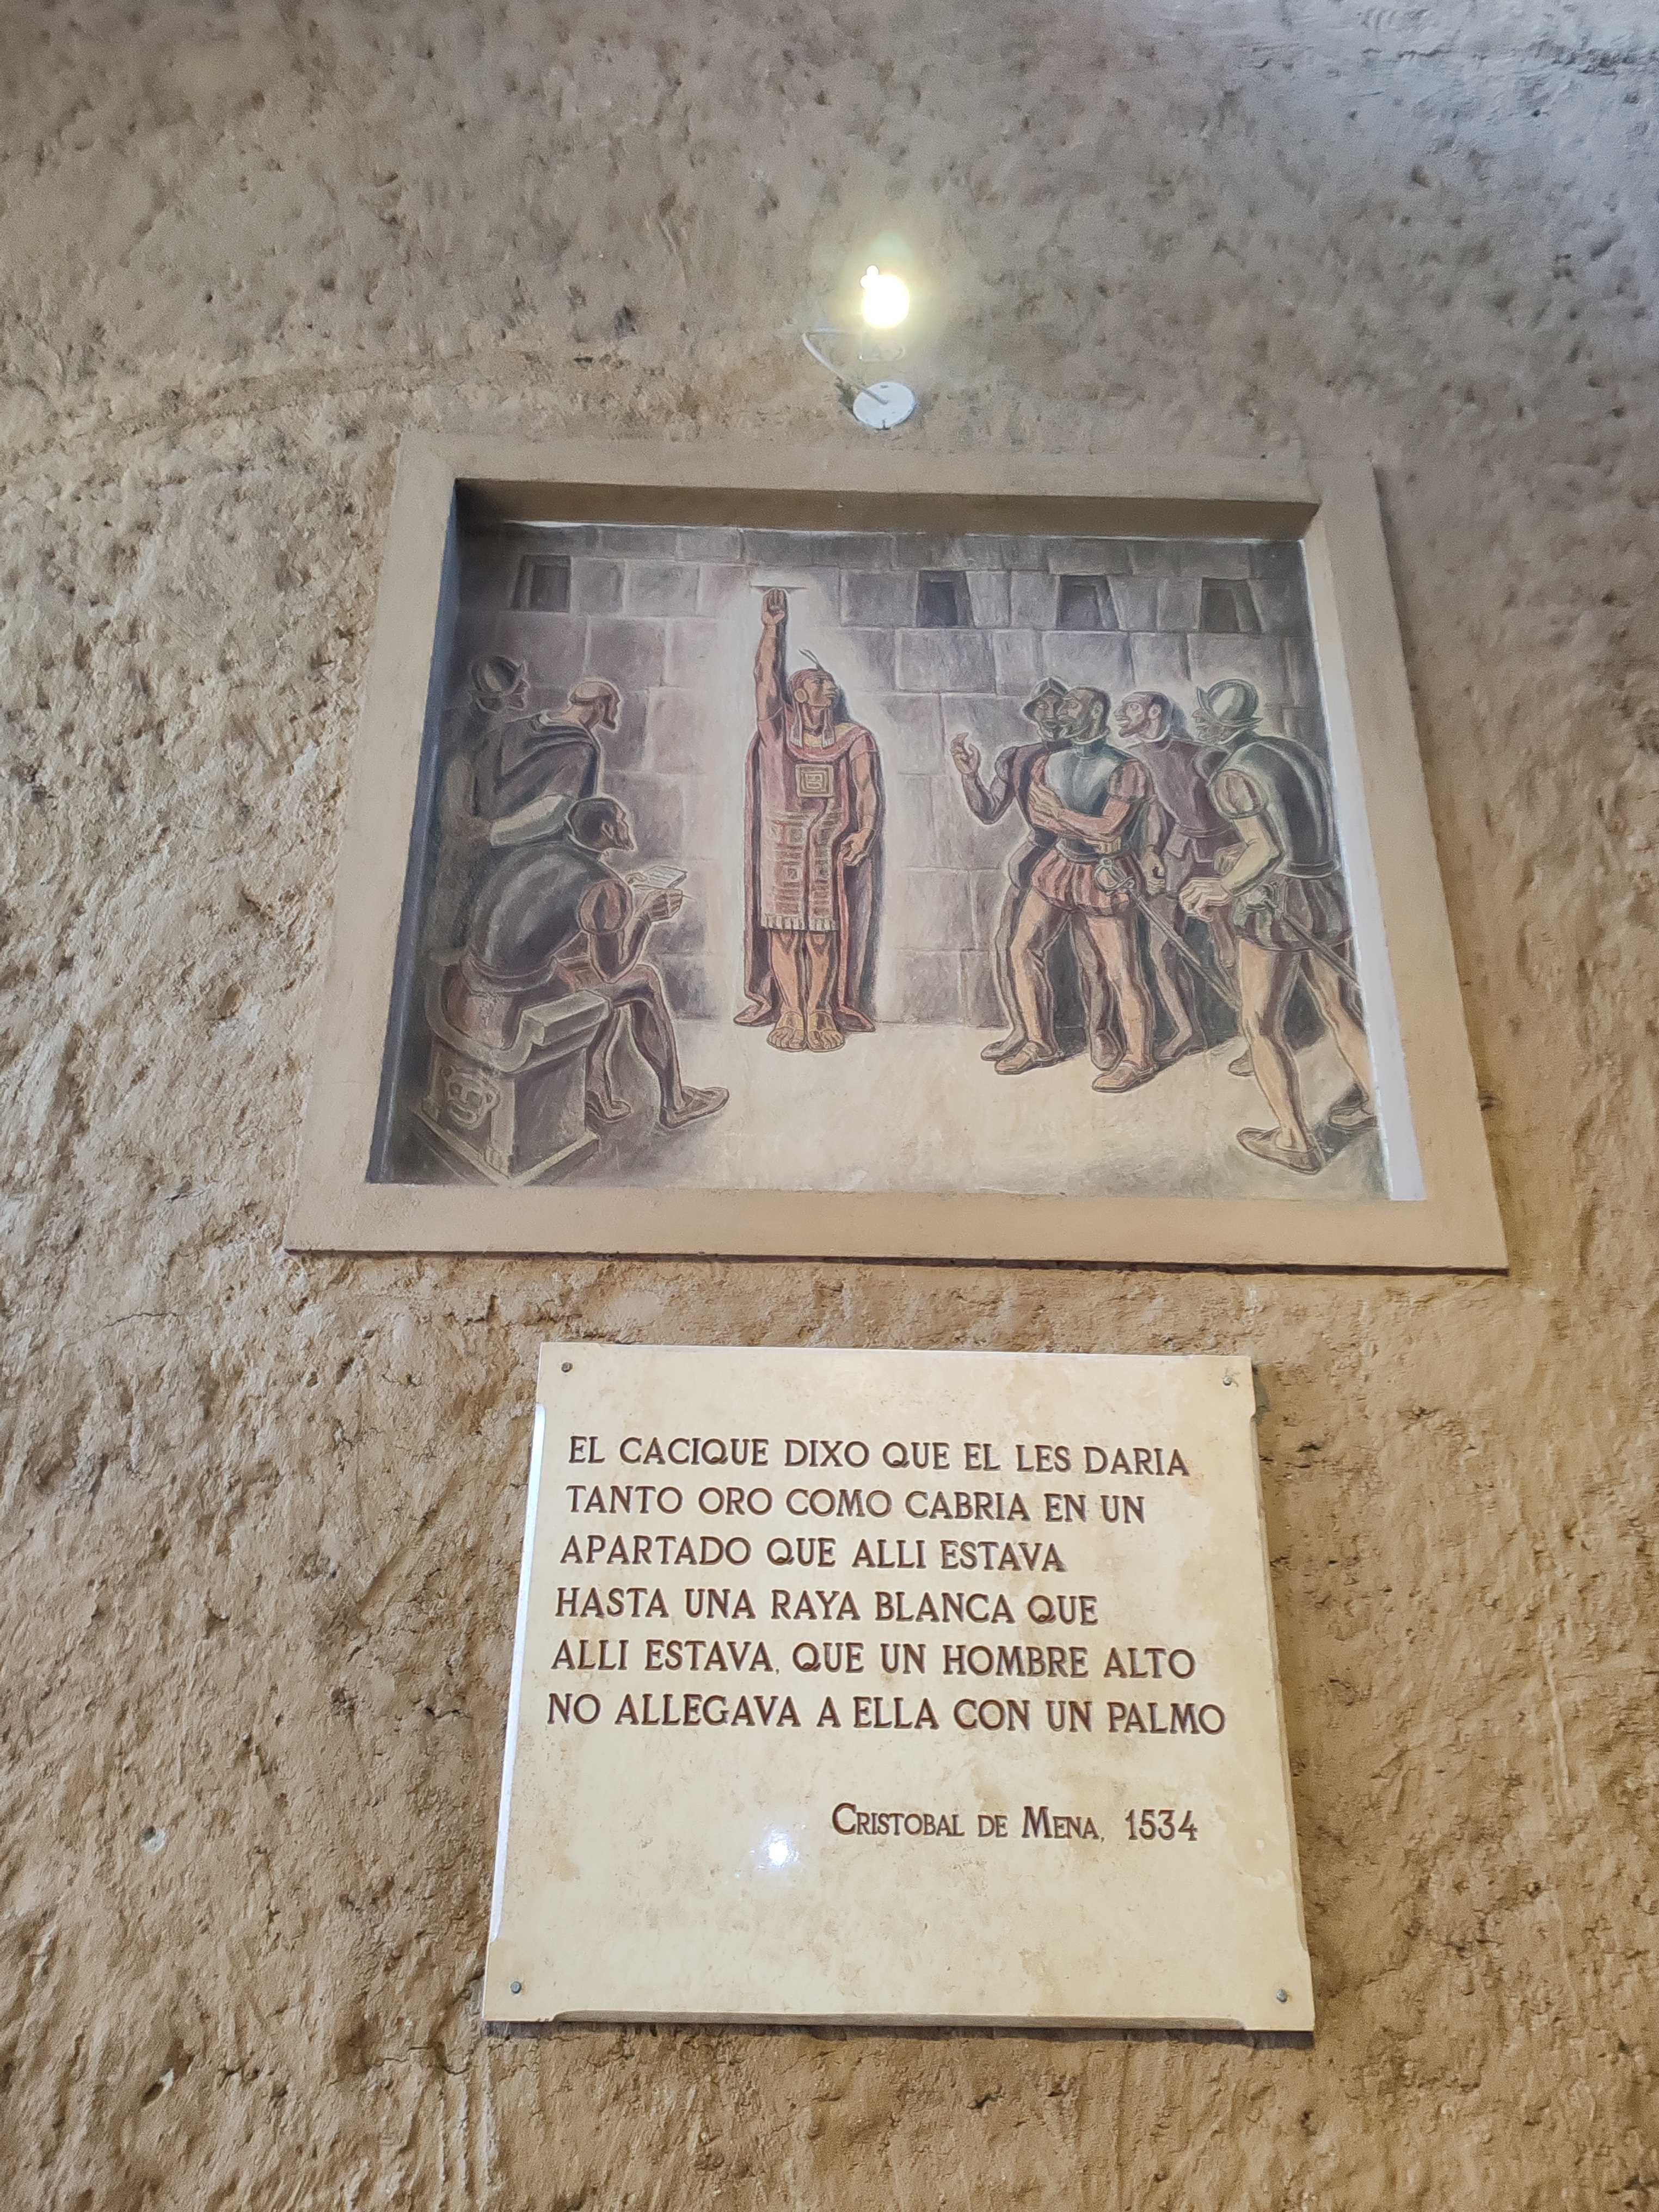 EL CACIQUE DIXO QUE EL LES DARIA
TANTO ORO COMO CABRIA EN UN
APARTADO QUE ALLI ESTAVA
HASTA UNA RAYA BLANCA QUE
ALLI ESTAVA, QUE UN HOMBRE ALTO
NO ALLEGAVA A ELLA CON UN PALMO
CRISTOBAL DE MENA, 1534